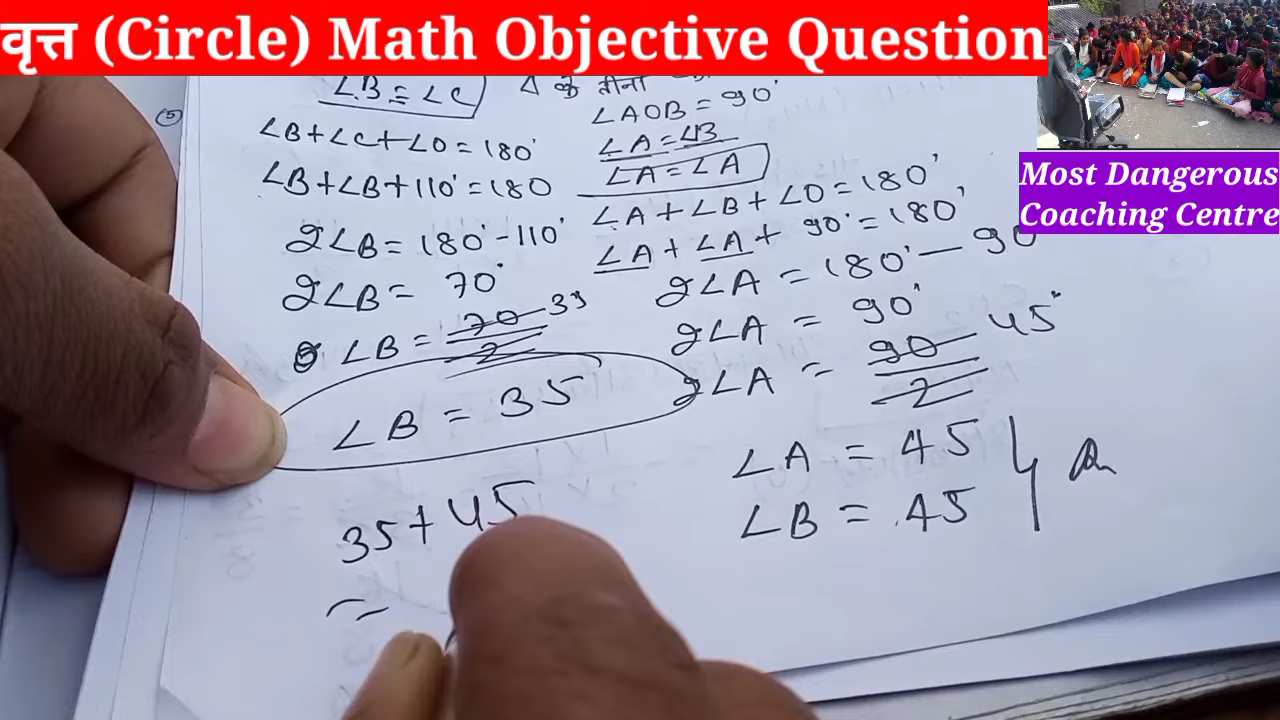 वृत्त (Circle) Math Objective Question
Most Dangerous
Coaching Centre
5
∠B = ∠C
∠B+∠C+∠O=180°
∠B+∠B+110°=180
2∠B = 180°-110°
2∠B = 70°
∠B = 70/2 35
∠B = 35°
35+45
=
Δ के तीनों
∠AOB = 90°
∠A = ∠B
∠A = ∠A
∠A + ∠B + ∠O = 180°
∠A + ∠A + 90° = 180°
2∠A = 180° - 90
2∠A = 90°
2∠A = 90/2 45°
∠A = 45
∠B = 45